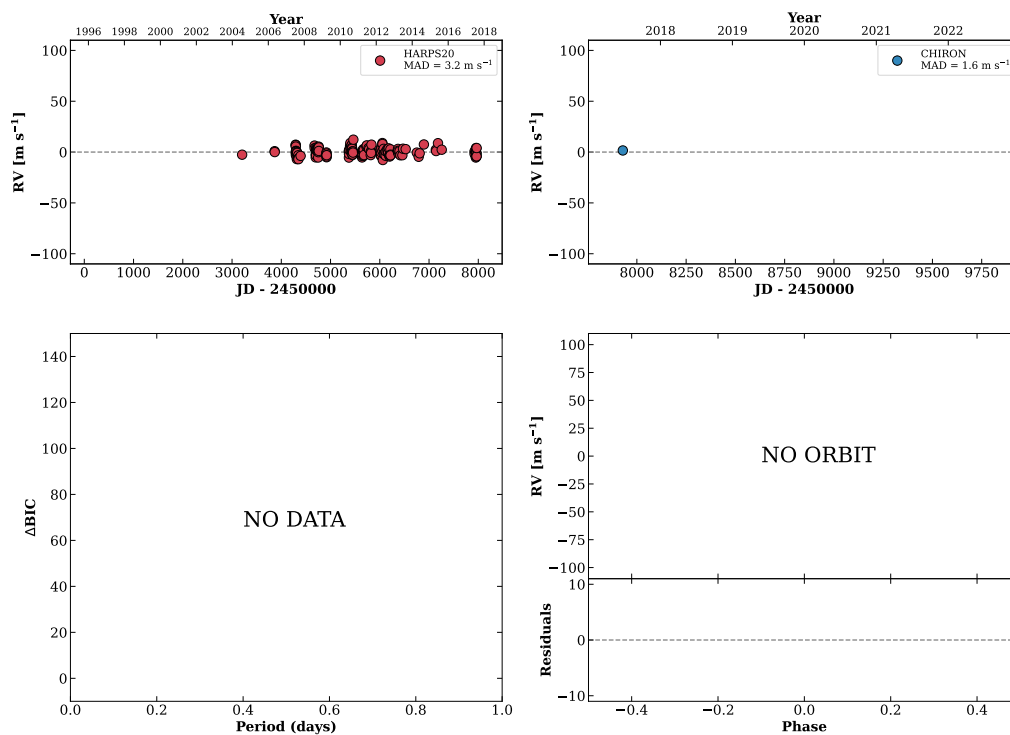 Year
1996 1998 2000 2002 2004 2006 2007 2009 2010 2012 2013 2014 2016 2018
HARPS20
MAD = 3.2 m s⁻¹
RV [m s⁻¹]
100
50
0
−50
−100
0 1000 2000 3000 4000 5000 6000 7000 8000
JD - 2450000
Year
2018 2019 2020 2021 2022
CHIRON
MAD = 1.6 m s⁻¹
RV [m s⁻¹]
100
50
0
−50
−100
8000 8250 8500 8750 9000 9250 9500 9750
JD - 2450000
ΔBIC
140
120
100
80
60
40
20
0
NO DATA
0.0 0.2 0.4 0.6 0.8 1.0
Period (days)
RV [m s⁻¹]
100
75
50
25
0
−25
−50
−75
−100
NO ORBIT
Residuals
10
0
−10
−0.4 −0.2 0.0 0.2 0.4
Phase